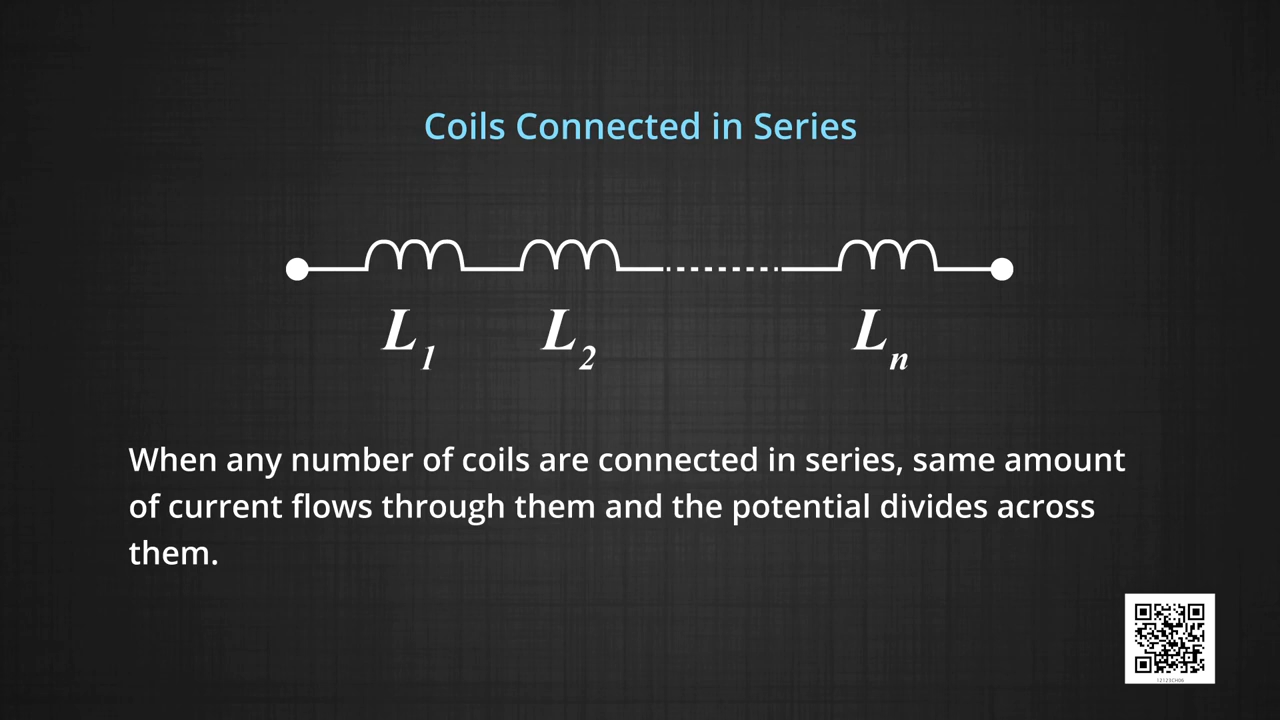 Coils Connected in Series
L1 L2 Ln
When any number of coils are connected in series, same amount
of current flows through them and the potential divides across
them.
12123CH06